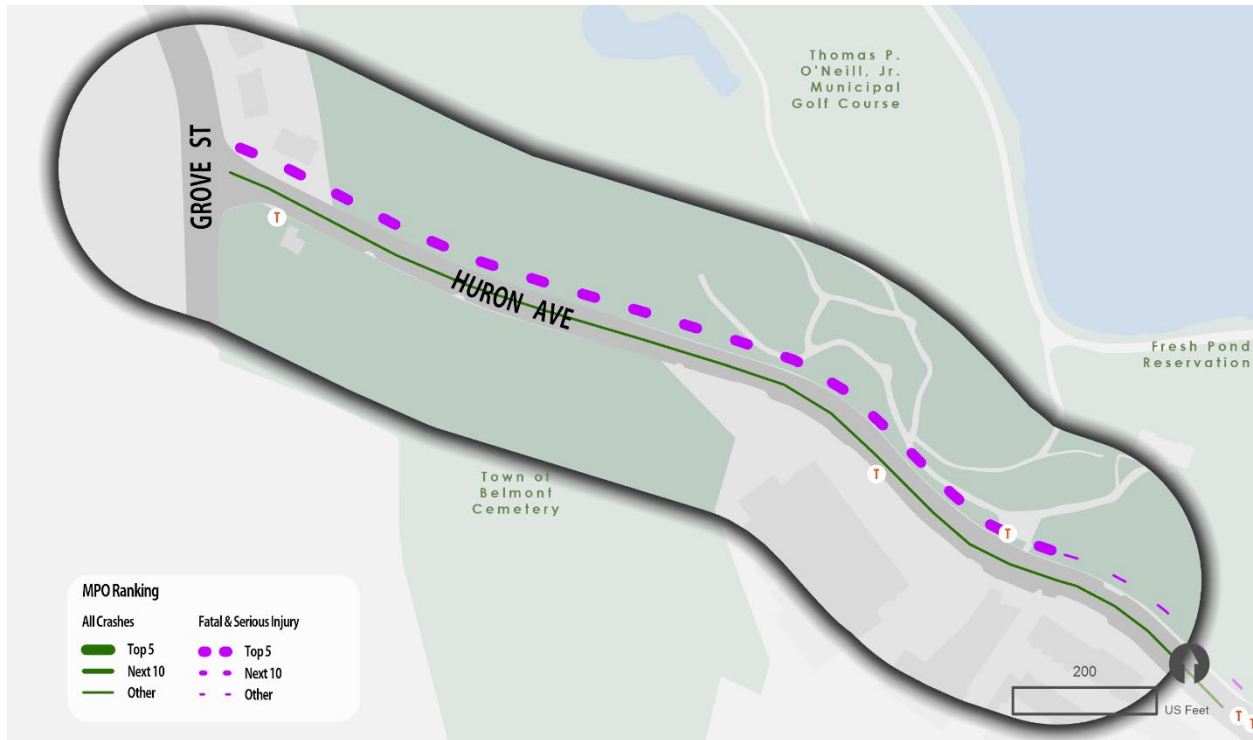 Thomas P.
O'Neill, Jr.
Municipal
Golf Course
GROVE ST
T
HURON AVE
Fresh Pond
Reservation
T
Town of
Belmont
Cemetery
T
MPO Ranking
All Crashes Fatal & Serious Injury
Top 5 Top 5
Next 10 Next 10
Other Other
200
US Feet
T
T